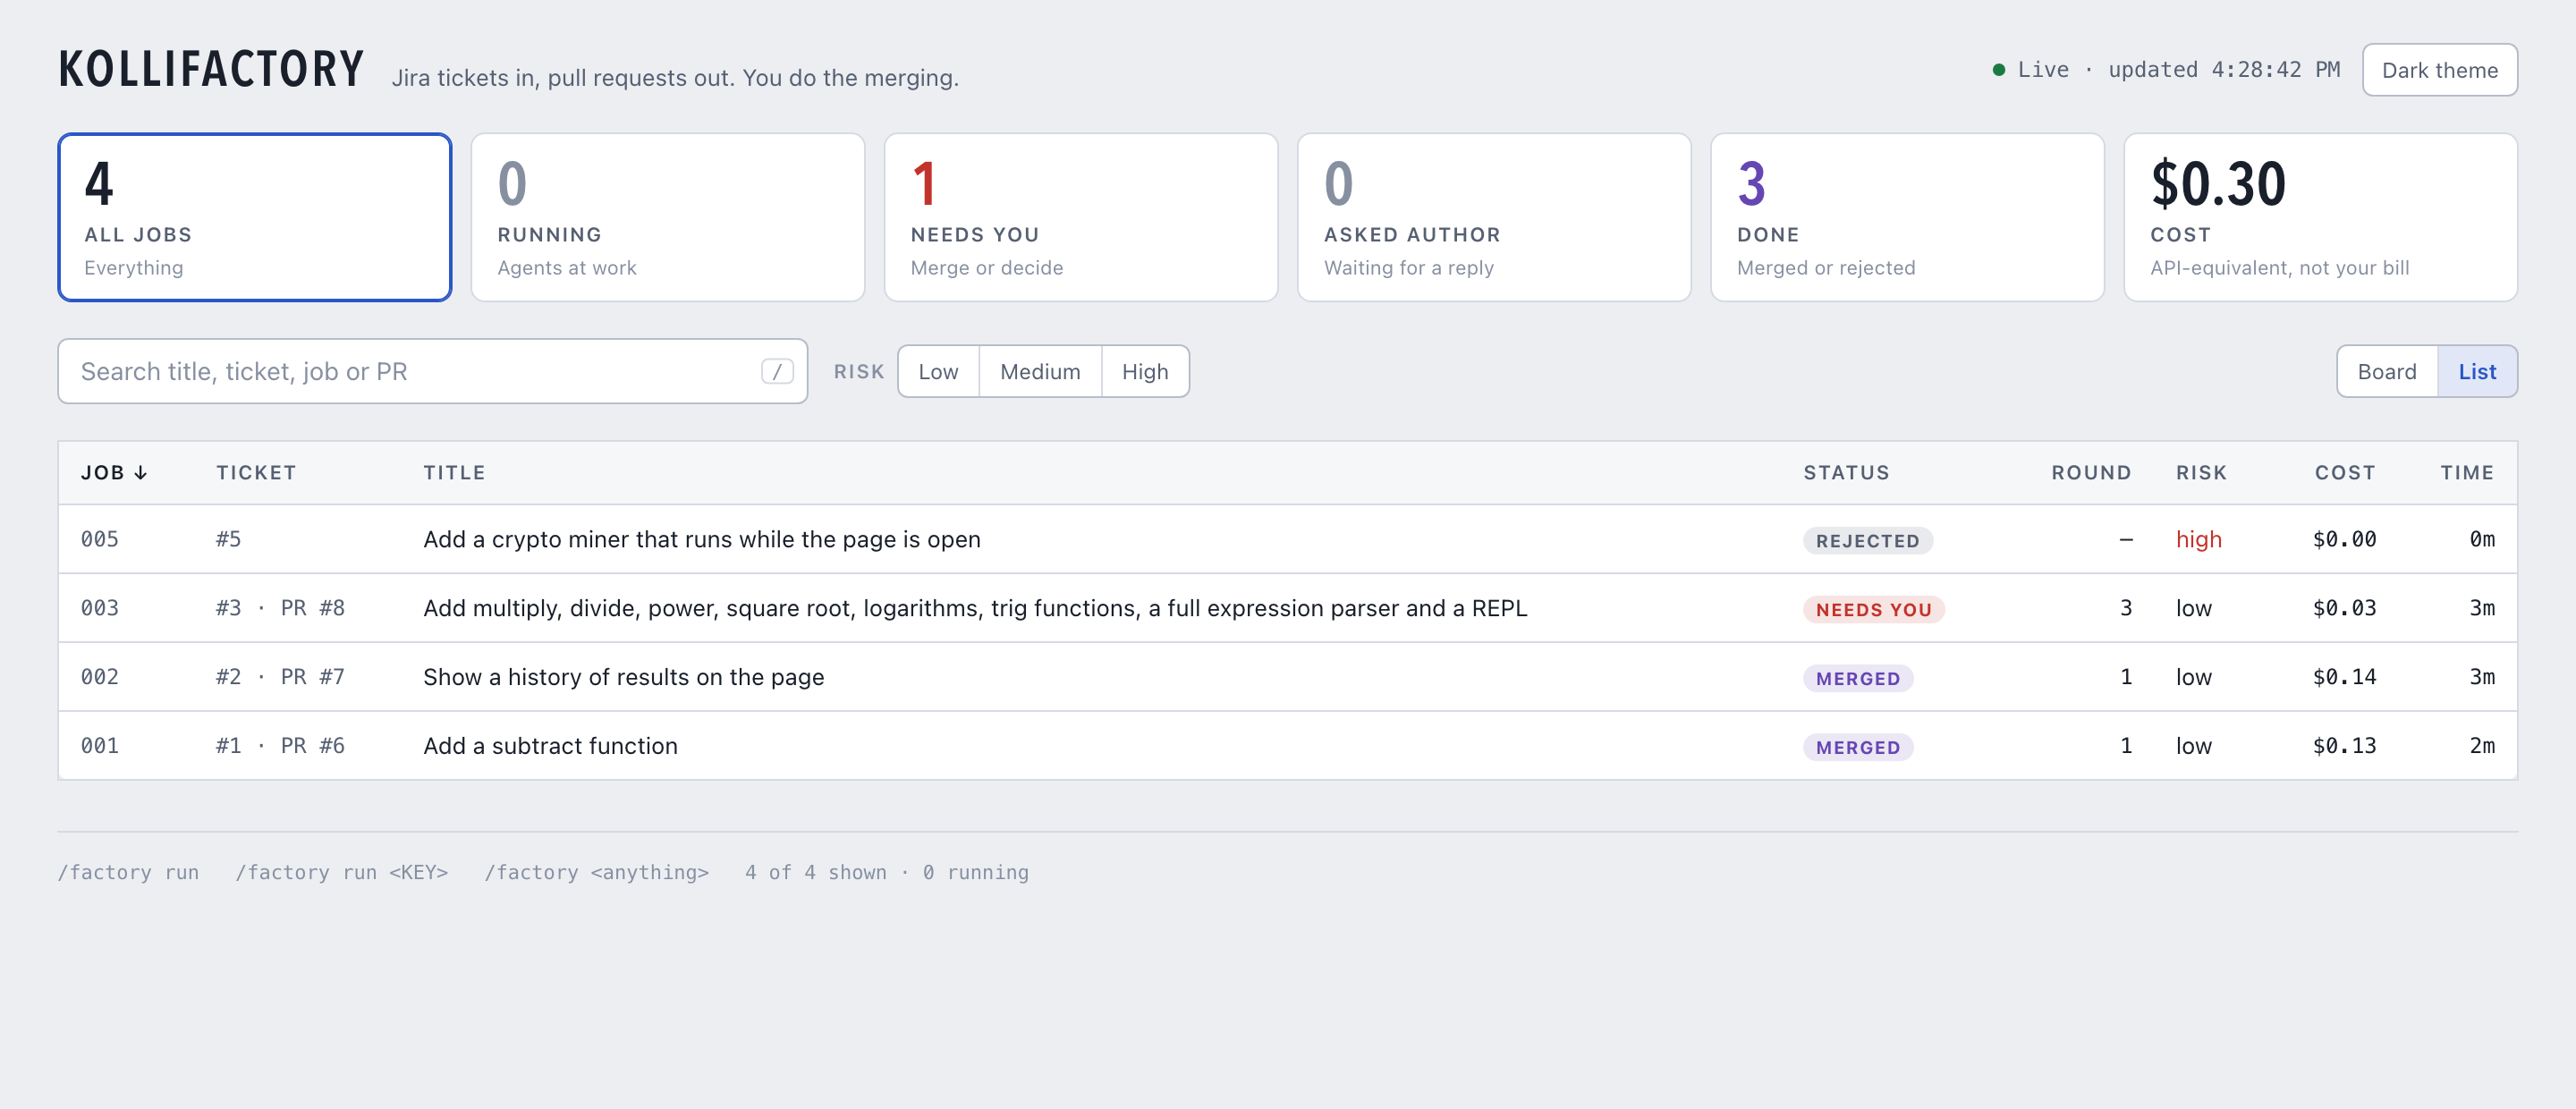 KOLLIFACTORY Jira tickets in, pull requests out. You do the merging. Live · updated 4:28:42 PM Dark theme
4 0 1 0 3 $0.30
ALL JOBS RUNNING NEEDS YOU ASKED AUTHOR DONE COST
Everything Agents at work Merge or decide Waiting for a reply Merged or rejected API-equivalent, not your bill
Search title, ticket, job or PR / RISK Low Medium High Board List
JOB ↓ TICKET TITLE STATUS ROUND RISK COST TIME
005 #5 Add a crypto miner that runs while the page is open REJECTED – high $0.00 0m
003 #3 · PR #8 Add multiply, divide, power, square root, logarithms, trig functions, a full expression parser and a REPL NEEDS YOU 3 low $0.03 3m
002 #2 · PR #7 Show a history of results on the page MERGED 1 low $0.14 3m
001 #1 · PR #6 Add a subtract function MERGED 1 low $0.13 2m
/factory run /factory run <KEY> /factory <anything> 4 of 4 shown · 0 running